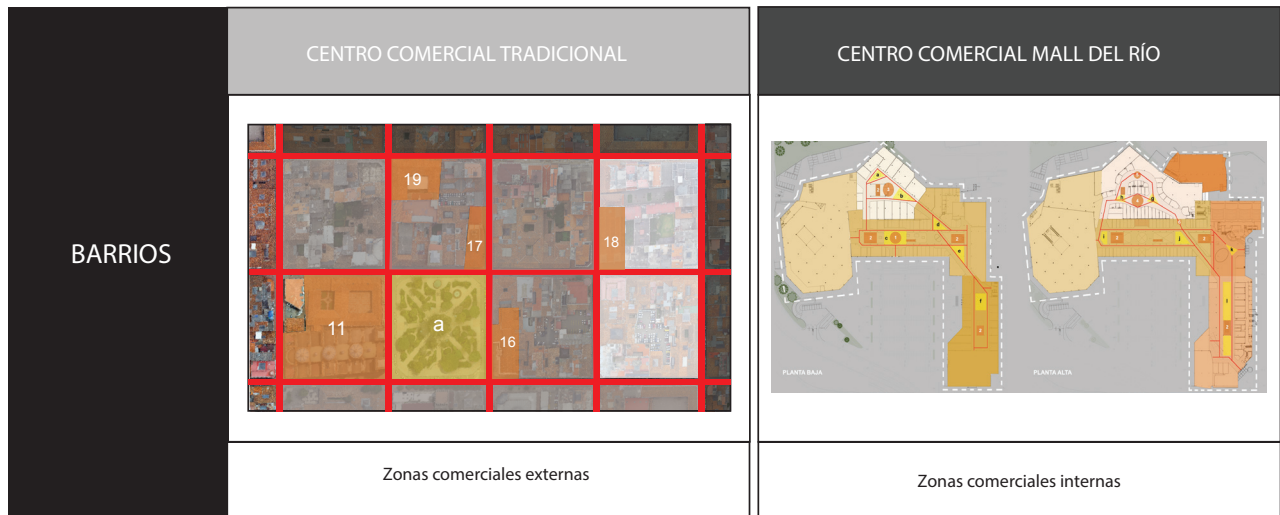 CENTRO COMERCIAL TRADICIONAL
CENTRO COMERCIAL MALL DEL RÍO
BARRIOS
19
17
18
11
a
16
PLANTA BAJA
PLANTA ALTA
Zonas comerciales externas
Zonas comerciales internas